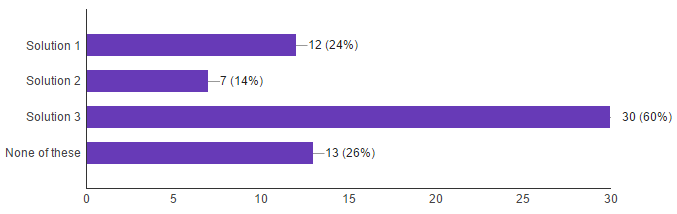 Solution 1 12 (24%)
Solution 2 7 (14%)
Solution 3 30 (60%)
None of these 13 (26%)
0 5 10 15 20 25 30